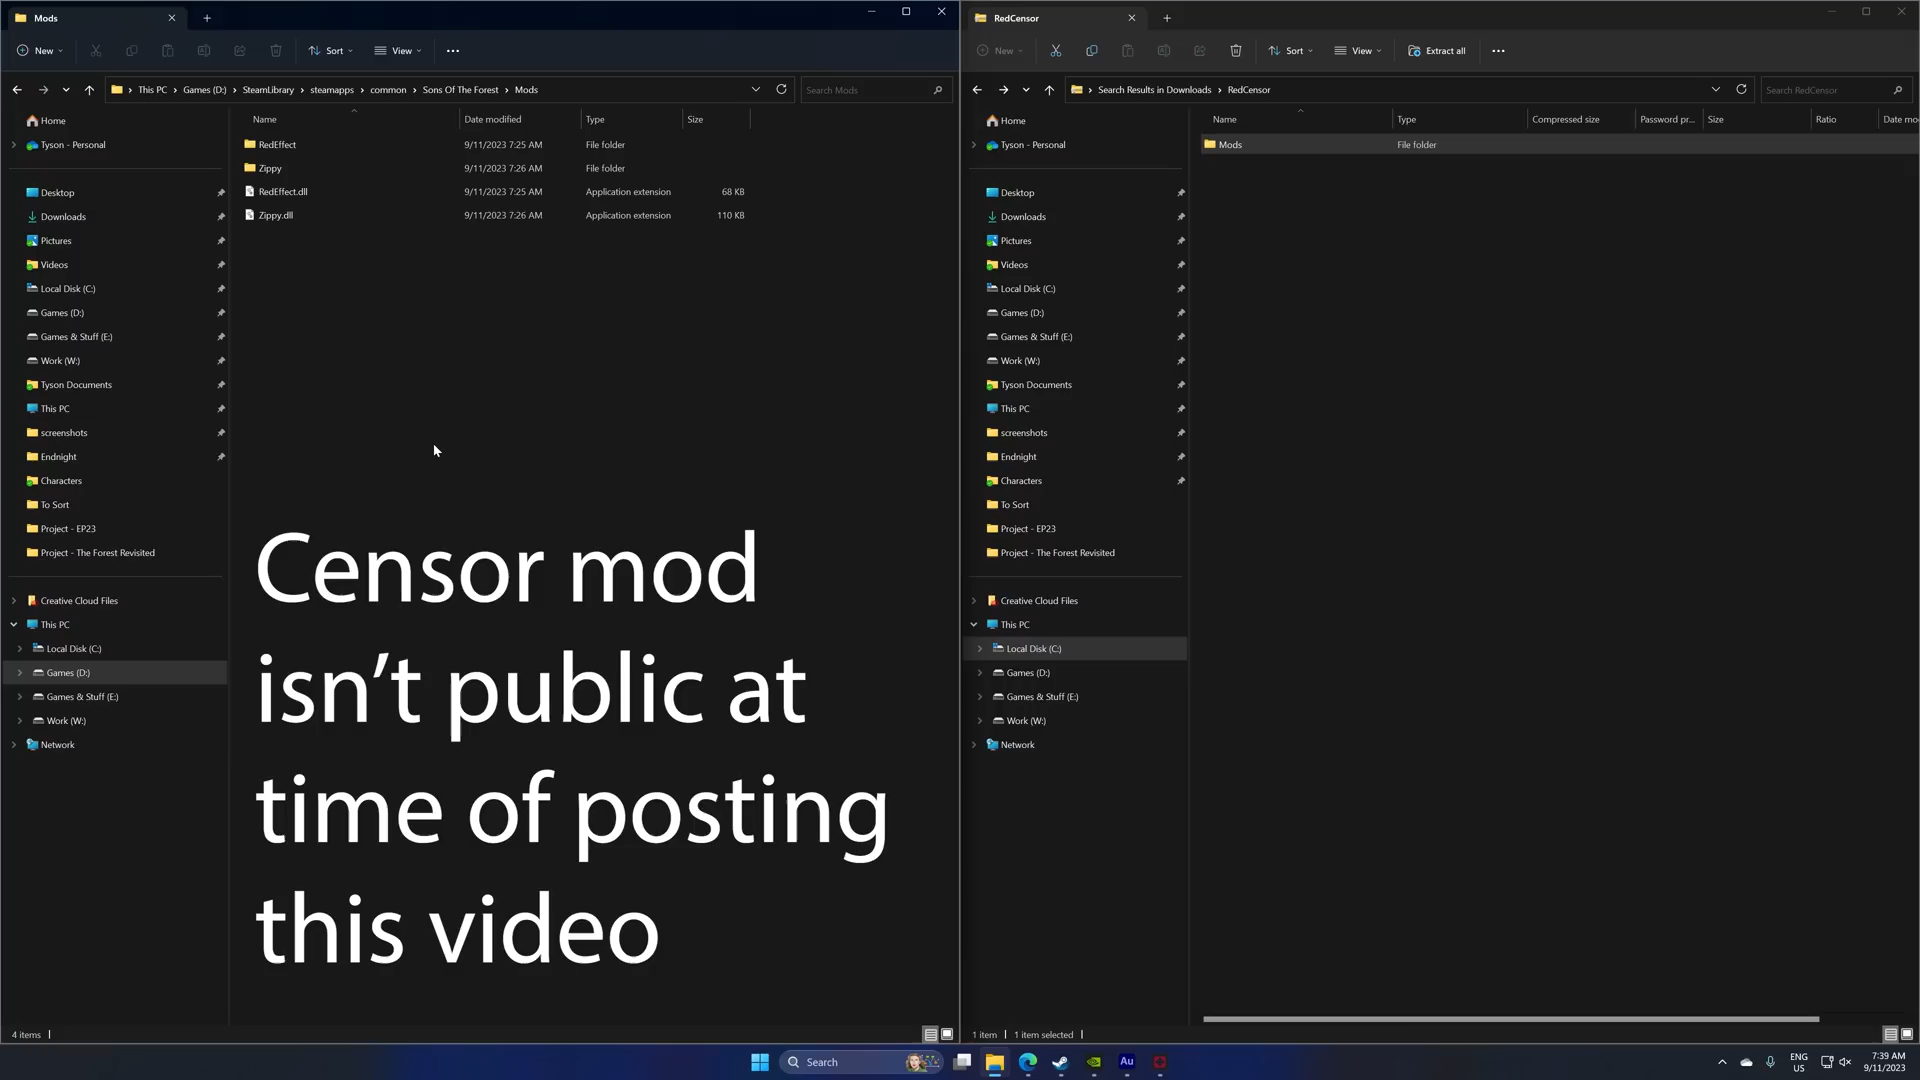 Mods
New
Sort
View
This PC > Games (D:) > SteamLibrary > steamapps > common > Sons Of The Forest > Mods
Search Mods
Home
Tyson - Personal
Desktop
Downloads
Pictures
Videos
Local Disk (C:)
Games (D:)
Games & Stuff (E:)
Work (W:)
Tyson Documents
This PC
screenshots
Endnight
Characters
To Sort
Project - EP23
Project - The Forest Revisited
Creative Cloud Files
This PC
Local Disk (C:)
Games (D:)
Games & Stuff (E:)
Work (W:)
Network
Name Date modified Type Size
RedEffect 9/11/2023 7:25 AM File folder
Zippy 9/11/2023 7:26 AM File folder
RedEffect.dll 9/11/2023 7:25 AM Application extension 68 KB
Zippy.dll 9/11/2023 7:26 AM Application extension 110 KB
Censor mod
isn't public at
time of posting
this video
4 items
RedCensor
New
Sort
View
Extract all
Search Results in Downloads > RedCensor
Search RedCensor
Home
Tyson - Personal
Desktop
Downloads
Pictures
Videos
Local Disk (C:)
Games (D:)
Games & Stuff (E:)
Work (W:)
Tyson Documents
This PC
screenshots
Endnight
Characters
To Sort
Project - EP23
Project - The Forest Revisited
Creative Cloud Files
This PC
Local Disk (C:)
Games (D:)
Games & Stuff (E:)
Work (W:)
Network
Name Type Compressed size Password pr... Size Ratio Date mo
Mods File folder
1 item 1 item selected
Search
Au
ENG
US
7:39 AM
9/11/2023